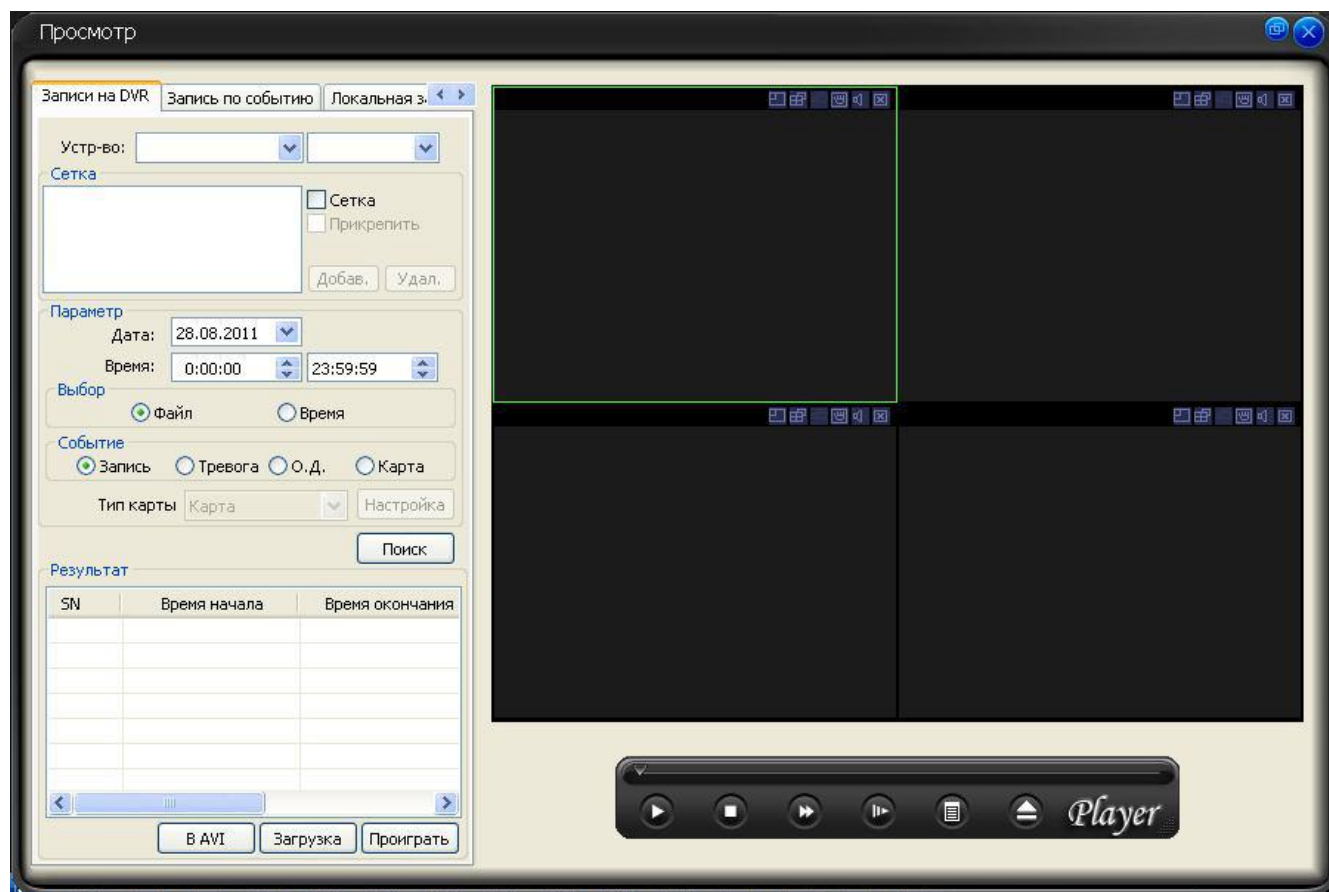 Просмотр
Записи на DVR Запись по событию Локальная з
Устр-во:
Сетка
Сетка
Прикрепить
Добав. Удал.
Параметр
Дата: 28.08.2011
Время: 0:00:00 23:59:59
Выбор
Файл Время
Событие
Запись Тревога О.Д. Карта
Тип карты Карта Настройка
Поиск
Результат
SN Время начала Время окончания
В AVI Загрузка Проиграть
Player